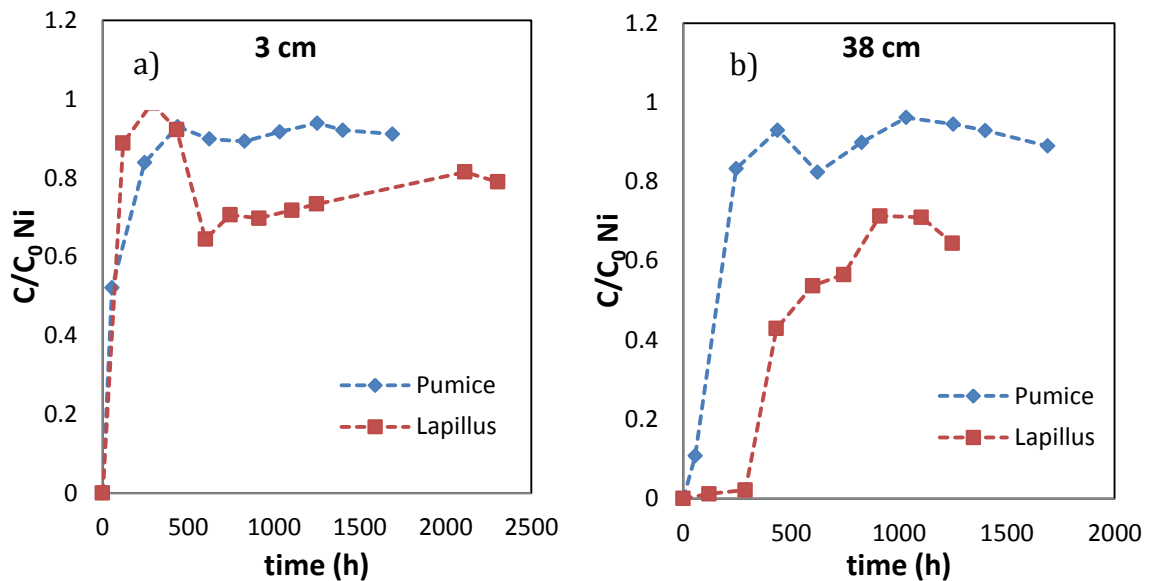 a)
3 cm
C/C0 Ni
1.2
1
0.8
0.6
0.4
0.2
0
Pumice
Lapillus
0 500 1000 1500 2000 2500
time (h)
b)
38 cm
C/C0 Ni
1.2
1
0.8
0.6
0.4
0.2
0
Pumice
Lapillus
0 500 1000 1500 2000
time (h)